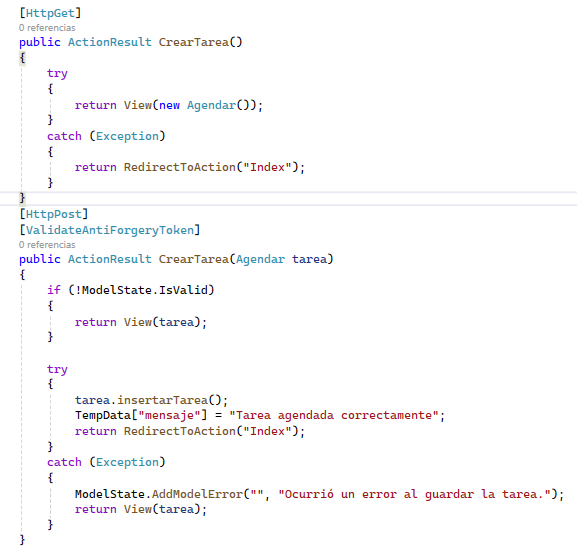 [HttpGet]
0 referencias
public ActionResult CrearTarea()
{
    try
    {
        return View(new Agendar());
    }
    catch (Exception)
    {
        return RedirectToAction("Index");
    }
}
[HttpPost]
[ValidateAntiForgeryToken]
0 referencias
public ActionResult CrearTarea(Agendar tarea)
{
    if (!ModelState.IsValid)
    {
        return View(tarea);
    }

    try
    {
        tarea.insertarTarea();
        TempData["mensaje"] = "Tarea agendada correctamente";
        return RedirectToAction("Index");
    }
    catch (Exception)
    {
        ModelState.AddModelError("", "Ocurrió un error al guardar la tarea.");
        return View(tarea);
    }
}